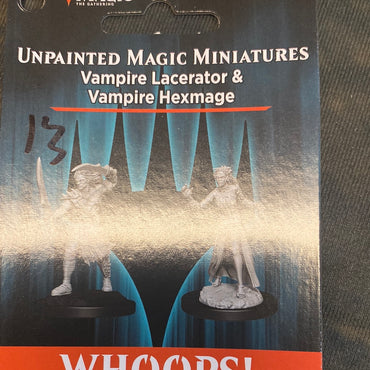 THE GATHERING
UNPAINTED MAGIC MINIATURES
Vampire Lacerator &
Vampire Hexmage
13
WHOOPS!